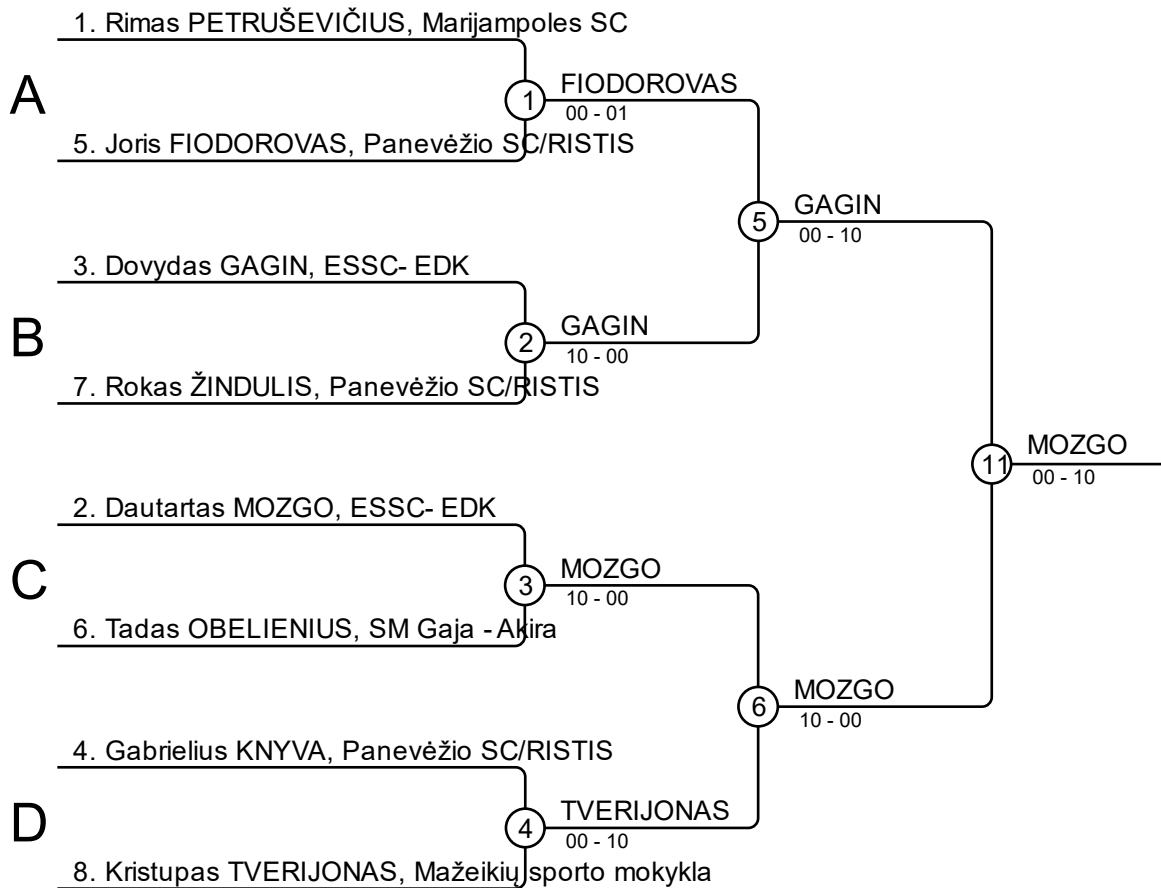 1. Rimas PETRUŠEVIČIUS, Marijampoles SC
A
1
FIODOROVAS
00 - 01
5. Joris FIODOROVAS, Panevėžio SC/RISTIS
5
GAGIN
00 - 10
3. Dovydas GAGIN, ESSC- EDK
B
2
GAGIN
10 - 00
7. Rokas ŽINDULIS, Panevėžio SC/RISTIS
11
MOZGO
00 - 10
2. Dautartas MOZGO, ESSC- EDK
C
3
MOZGO
10 - 00
6. Tadas OBELIENIUS, SM Gaja - Akira
6
MOZGO
10 - 00
4. Gabrielius KNYVA, Panevėžio SC/RISTIS
D
4
TVERIJONAS
00 - 10
8. Kristupas TVERIJONAS, Mažeikių sporto mokykla